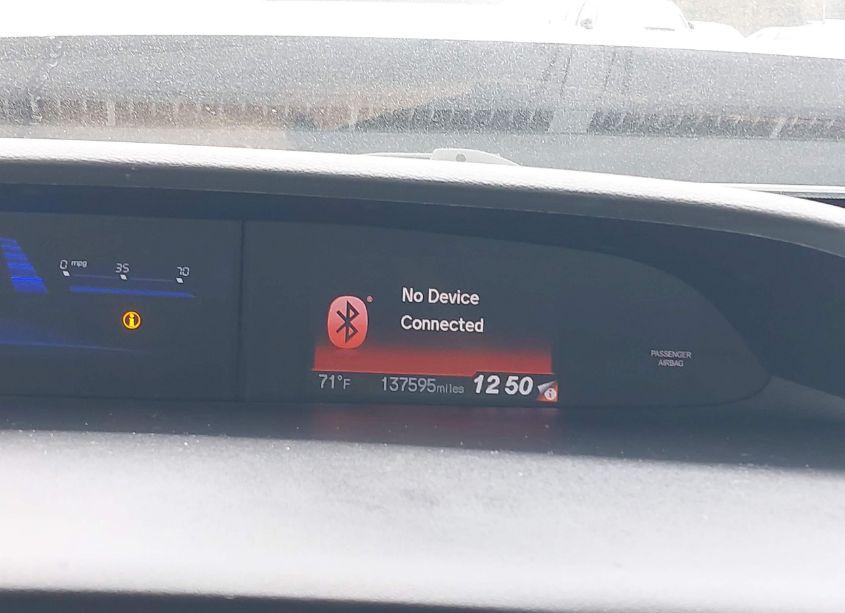 0 mpg 35 70
No Device
Connected
71°F 137595miles 12 50
PASSENGER
AIRBAG